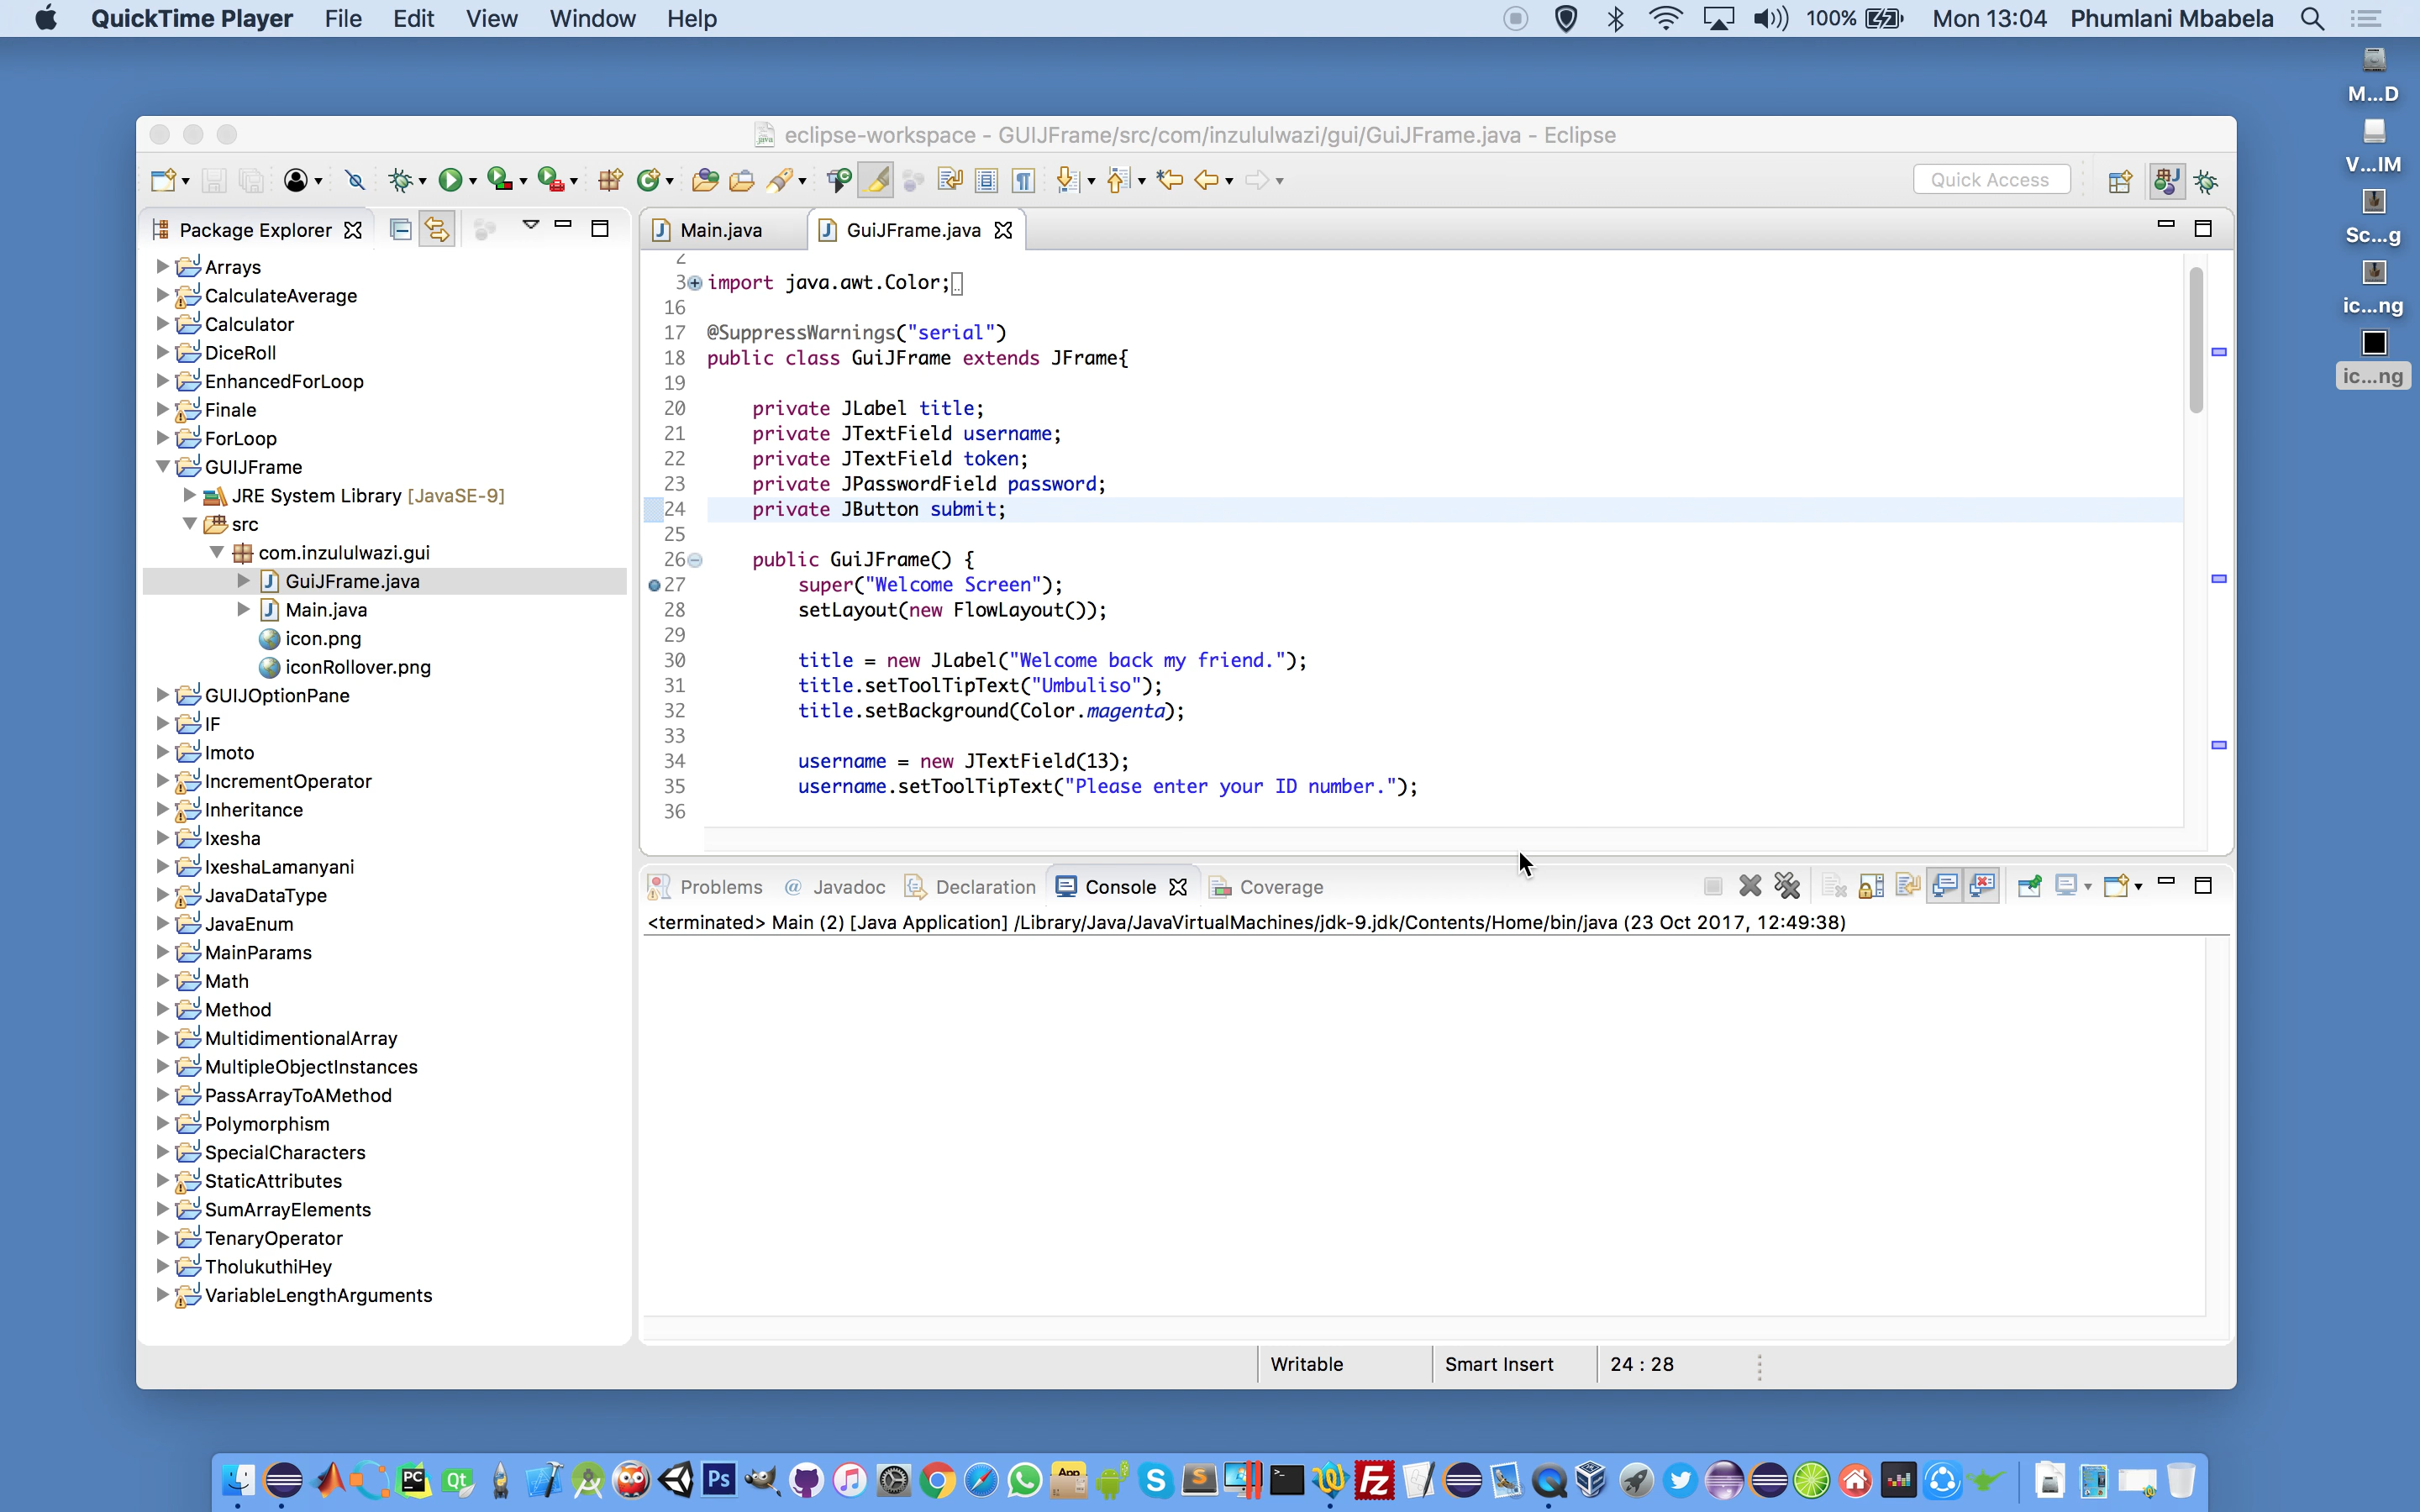 QuickTime Player File Edit View Window Help 100% Mon 13:04 Phumlani Mbabela
M...D
V...IM
Sc...g
ic...ng
ic...ng
eclipse-workspace - GUIJFrame/src/com/inzululwazi/gui/GuiJFrame.java - Eclipse
Quick Access
Package Explorer
Arrays
CalculateAverage
Calculator
DiceRoll
EnhancedForLoop
Finale
ForLoop
GUIJFrame
JRE System Library [JavaSE-9]
src
com.inzululwazi.gui
GuiJFrame.java
Main.java
icon.png
iconRollover.png
GUIJOptionPane
IF
Imoto
IncrementOperator
Inheritance
Ixesha
IxeshaLamanyani
JavaDataType
JavaEnum
MainParams
Math
Method
MultidimentionalArray
MultipleObjectInstances
PassArrayToAMethod
Polymorphism
SpecialCharacters
StaticAttributes
SumArrayElements
TenaryOperator
TholukuthiHey
VariableLengthArguments
Main.java GuiJFrame.java
2
3 import java.awt.Color;
16
17 @SuppressWarnings("serial")
18 public class GuiJFrame extends JFrame{
19
20 private JLabel title;
21 private JTextField username;
22 private JTextField token;
23 private JPasswordField password;
24 private JButton submit;
25
26 public GuiJFrame() {
27 super("Welcome Screen");
28 setLayout(new FlowLayout());
29
30 title = new JLabel("Welcome back my friend.");
31 title.setToolTipText("Umbuliso");
32 title.setBackground(Color.magenta);
33
34 username = new JTextField(13);
35 username.setToolTipText("Please enter your ID number.");
36
Problems @ Javadoc Declaration Console Coverage
<terminated> Main (2) [Java Application] /Library/Java/JavaVirtualMachines/jdk-9.jdk/Contents/Home/bin/java (23 Oct 2017, 12:49:38)
Writable Smart Insert 24 : 28
PC Qt Ps App S S Fz